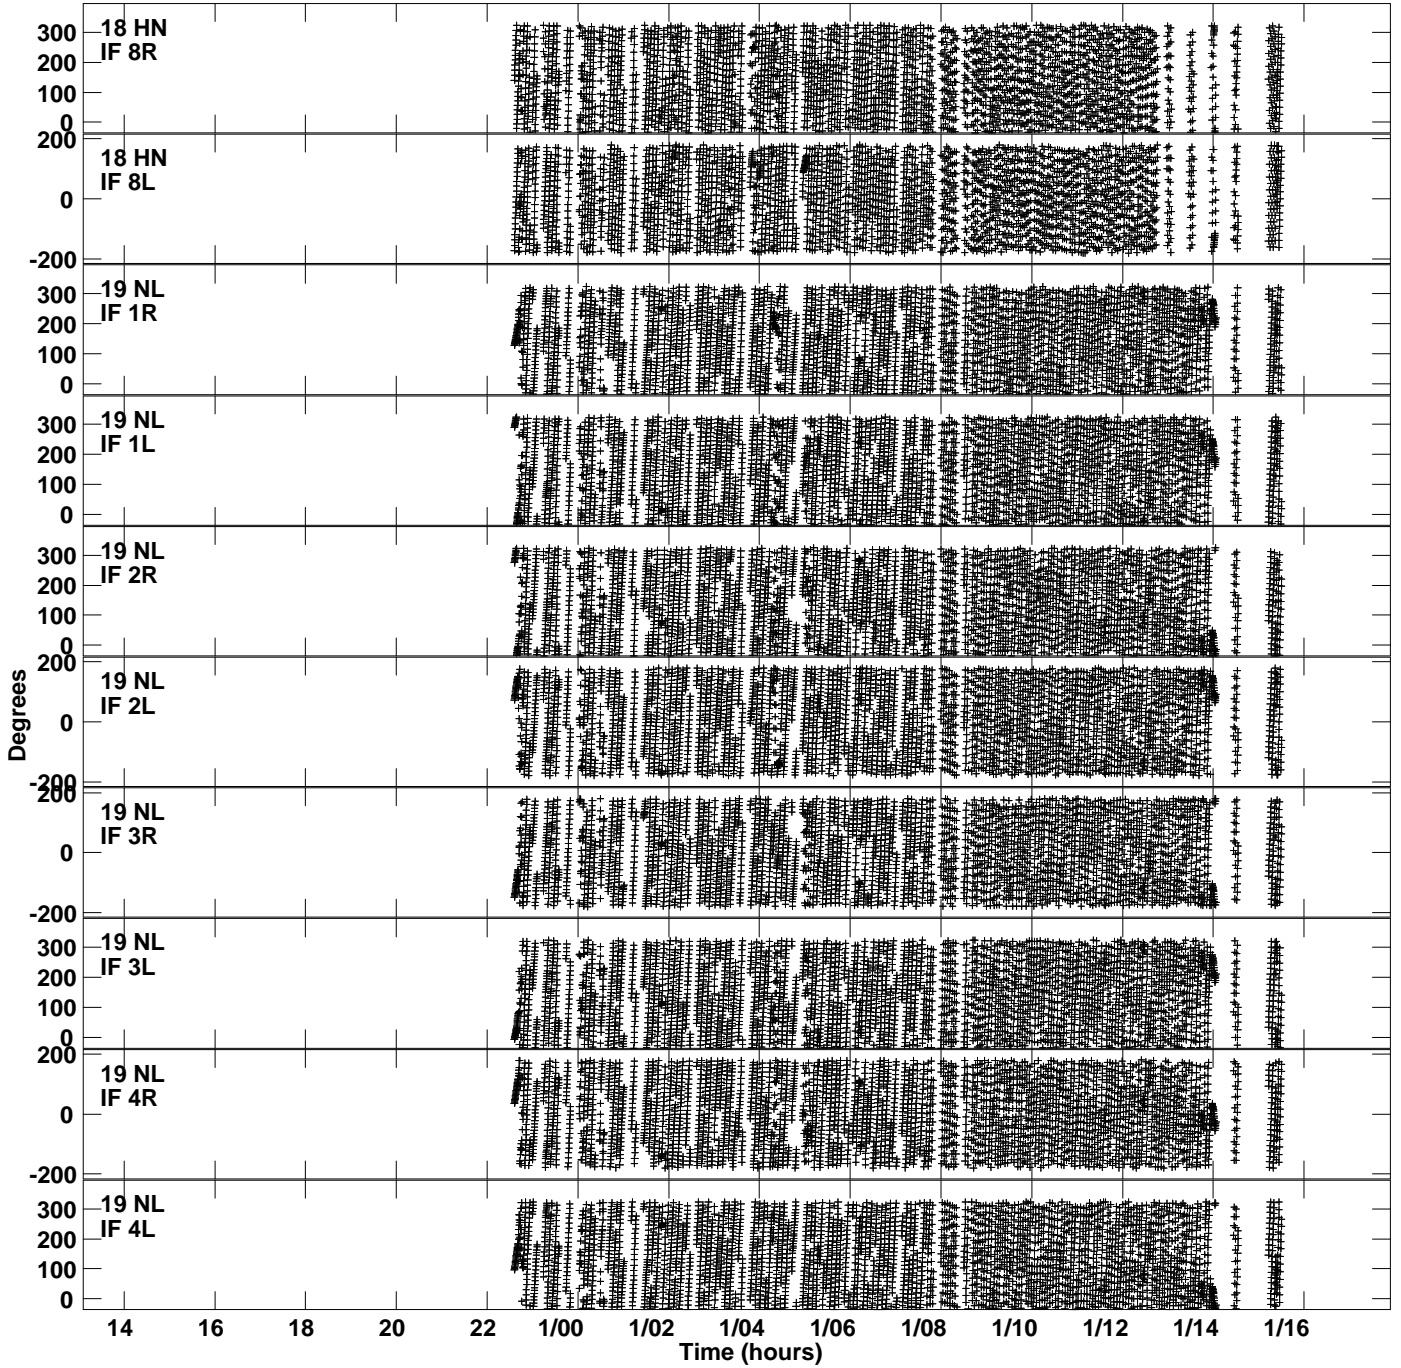 18 HN
IF 8R
300
200
100
0
18 HN
IF 8L
200
0
-200
19 NL
IF 1R
300
200
100
0
19 NL
IF 1L
300
200
100
0
19 NL
IF 2R
300
200
100
0
19 NL
IF 2L
200
0
-200
19 NL
IF 3R
200
0
-200
19 NL
IF 3L
300
200
100
0
19 NL
IF 4R
200
0
-200
19 NL
IF 4L
300
200
100
0
Degrees
14 16 18 20 22 1/00 1/02 1/04 1/06 1/08 1/10 1/12 1/14 1/16
Time (hours)